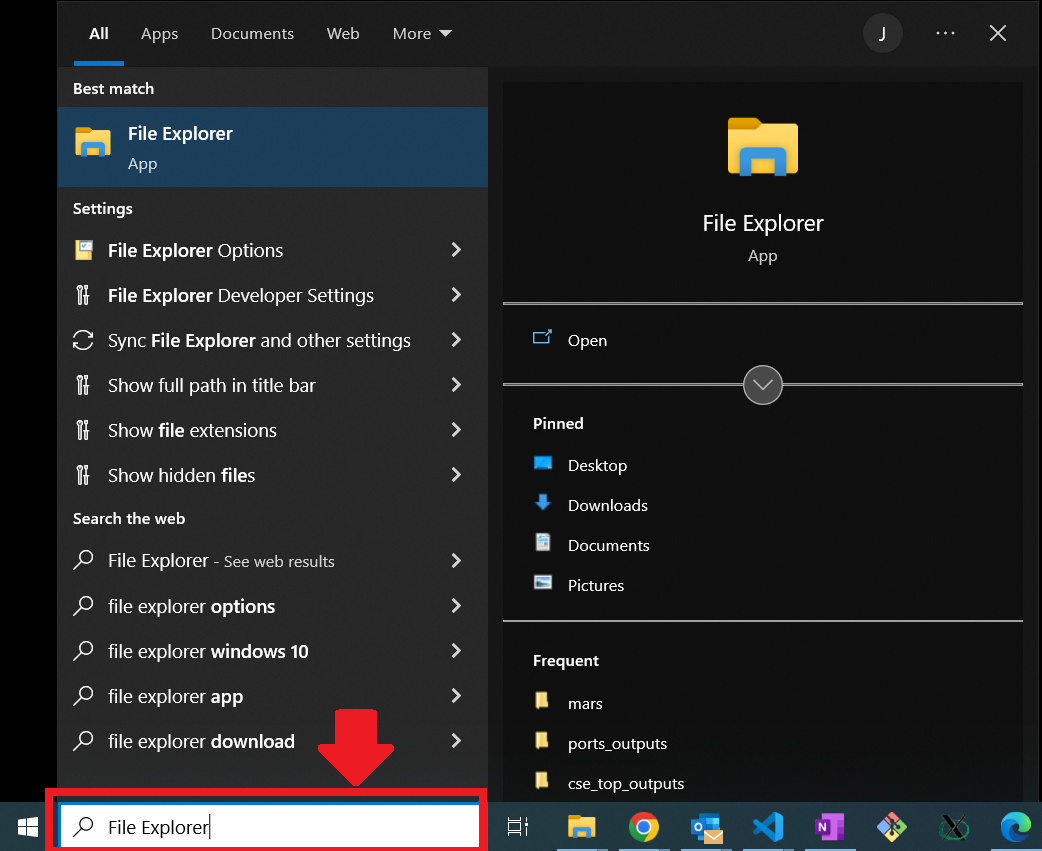 All Apps Documents Web More J
Best match
File Explorer
App
Settings
File Explorer Options
File Explorer Developer Settings
Sync File Explorer and other settings
Show full path in title bar
Show file extensions
Show hidden files
Search the web
File Explorer - See web results
file explorer options
file explorer windows 10
file explorer app
file explorer download
File Explorer
App
Open
Pinned
Desktop
Downloads
Documents
Pictures
Frequent
mars
ports_outputs
cse_top_outputs
File Explorer